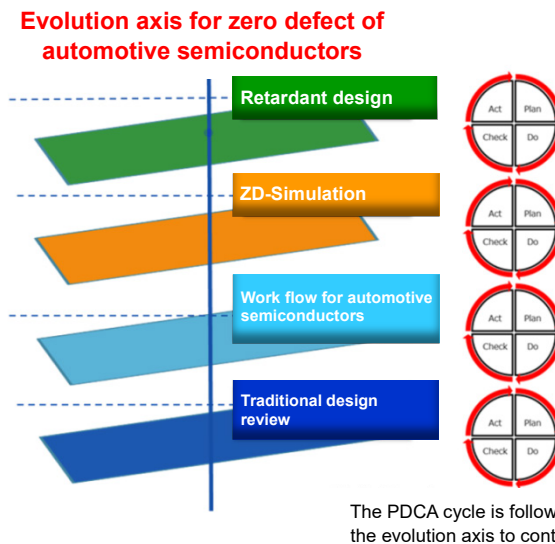 Evolution axis for zero defect of
automotive semiconductors
Retardant design
Act Plan
Check Do
ZD-Simulation
Act Plan
Check Do
Work flow for automotive
semiconductors
Act Plan
Check Do
Traditional design
review
Act Plan
Check Do
The PDCA cycle is follow
the evolution axis to cont